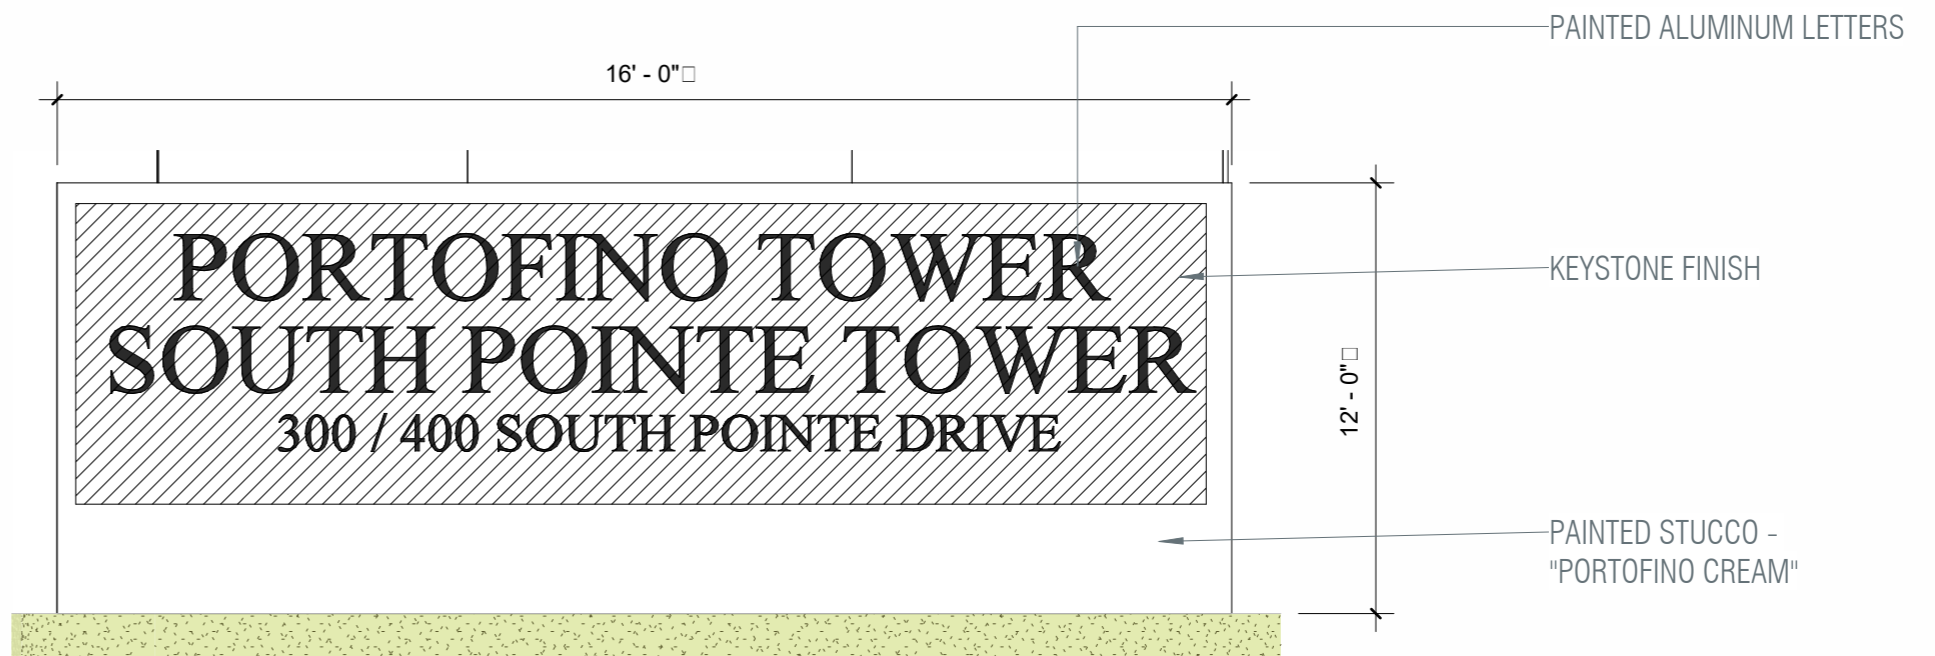 PAINTED ALUMINUM LETTERS
16' - 0"□
PORTOFINO TOWER
KEYSTONE FINISH
SOUTH POINTE TOWER
12' - 0"□
300 / 400 SOUTH POINTE DRIVE
PAINTED STUCCO -
"PORTOFINO CREAM"